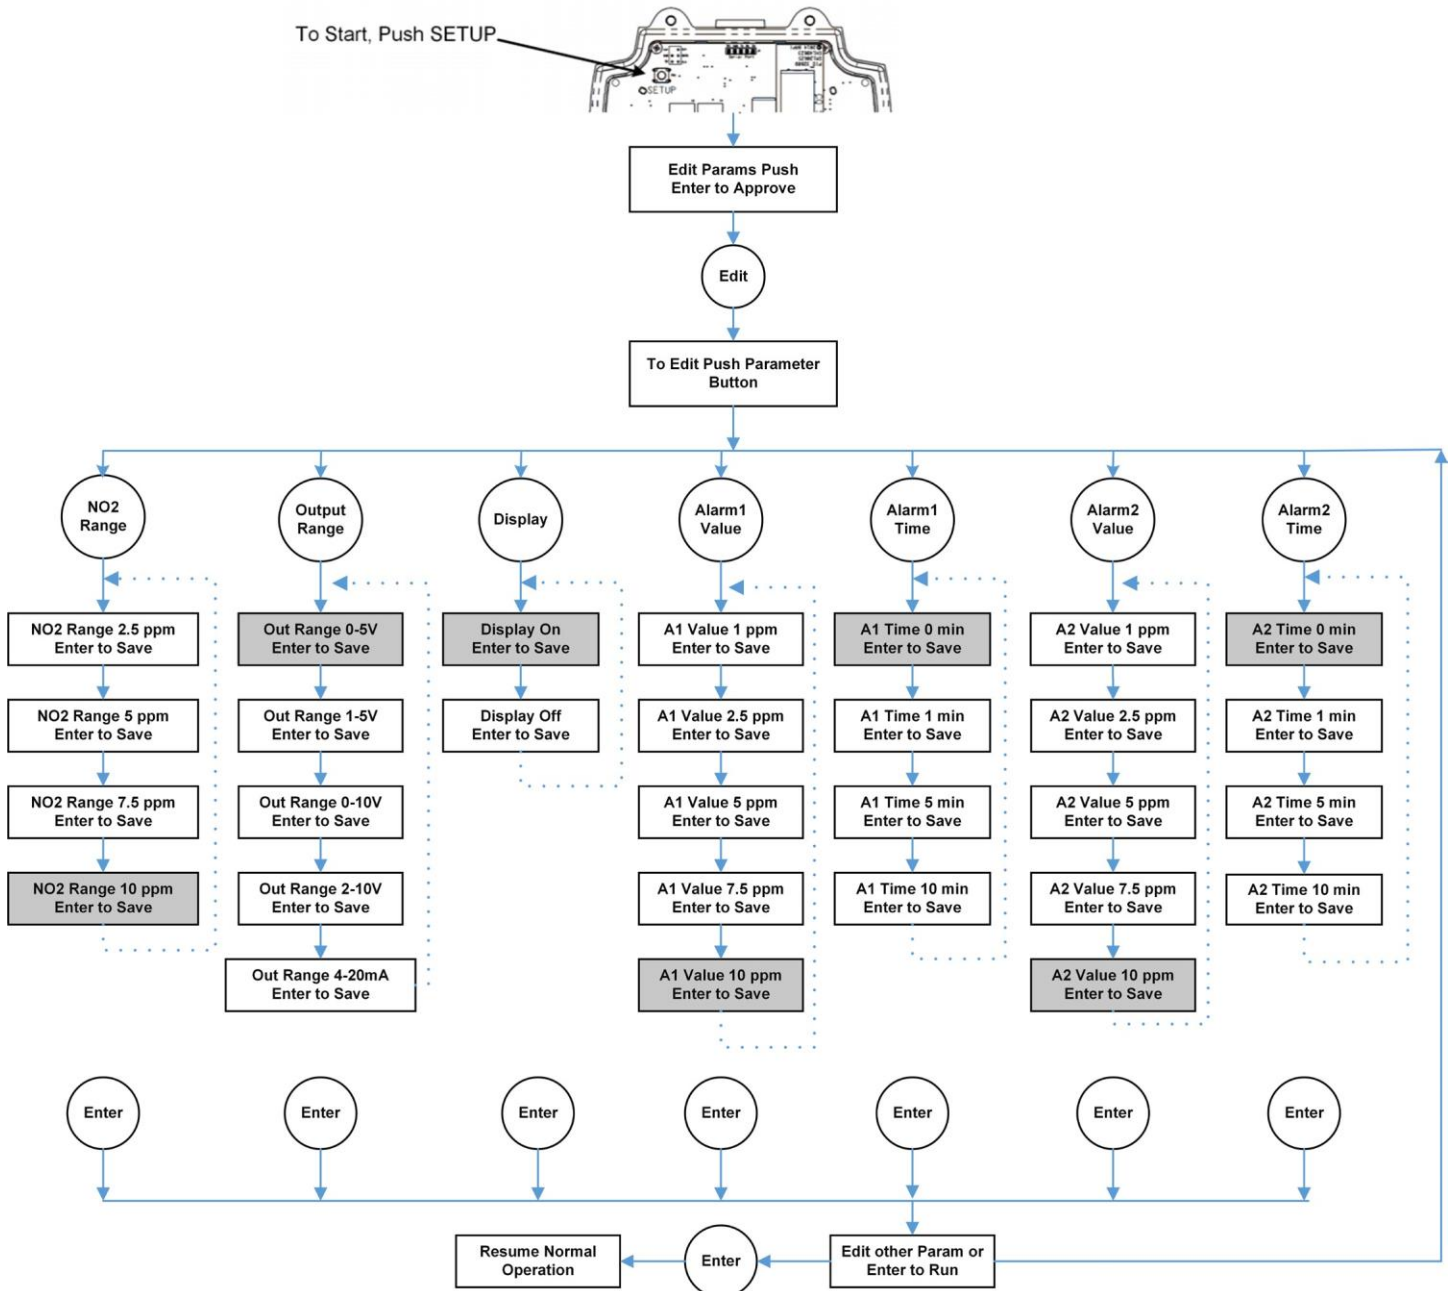 To Start, Push SETUP
SETUP
Edit Params Push
Enter to Approve
Edit
To Edit Push Parameter
Button
NO2
Range
Output
Range
Display
Alarm1
Value
Alarm1
Time
Alarm2
Value
Alarm2
Time
NO2 Range 2.5 ppm
Enter to Save
NO2 Range 5 ppm
Enter to Save
NO2 Range 7.5 ppm
Enter to Save
NO2 Range 10 ppm
Enter to Save
Out Range 0-5V
Enter to Save
Out Range 1-5V
Enter to Save
Out Range 0-10V
Enter to Save
Out Range 2-10V
Enter to Save
Out Range 4-20mA
Enter to Save
Display On
Enter to Save
Display Off
Enter to Save
A1 Value 1 ppm
Enter to Save
A1 Value 2.5 ppm
Enter to Save
A1 Value 5 ppm
Enter to Save
A1 Value 7.5 ppm
Enter to Save
A1 Value 10 ppm
Enter to Save
A1 Time 0 min
Enter to Save
A1 Time 1 min
Enter to Save
A1 Time 5 min
Enter to Save
A1 Time 10 min
Enter to Save
A2 Value 1 ppm
Enter to Save
A2 Value 2.5 ppm
Enter to Save
A2 Value 5 ppm
Enter to Save
A2 Value 7.5 ppm
Enter to Save
A2 Value 10 ppm
Enter to Save
A2 Time 0 min
Enter to Save
A2 Time 1 min
Enter to Save
A2 Time 5 min
Enter to Save
A2 Time 10 min
Enter to Save
Enter
Enter
Enter
Enter
Enter
Enter
Enter
Resume Normal
Operation
Enter
Edit other Param or
Enter to Run